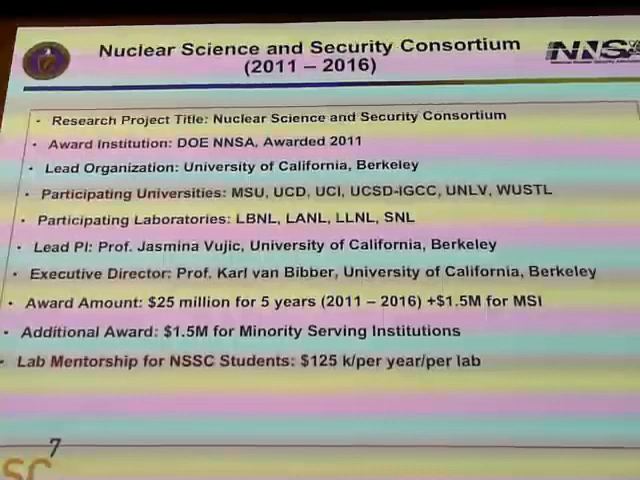 Nuclear Science and Security Consortium
(2011 – 2016)
NNSA
• Research Project Title: Nuclear Science and Security Consortium
• Award Institution: DOE NNSA, Awarded 2011
• Lead Organization: University of California, Berkeley
• Participating Universities: MSU, UCD, UCI, UCSD-IGCC, UNLV, WUSTL
• Participating Laboratories: LBNL, LANL, LLNL, SNL
• Lead PI: Prof. Jasmina Vujic, University of California, Berkeley
• Executive Director: Prof. Karl van Bibber, University of California, Berkeley
• Award Amount: $25 million for 5 years (2011 – 2016) +$1.5M for MSI
• Additional Award: $1.5M for Minority Serving Institutions
• Lab Mentorship for NSSC Students: $125 k/per year/per lab
7
SC